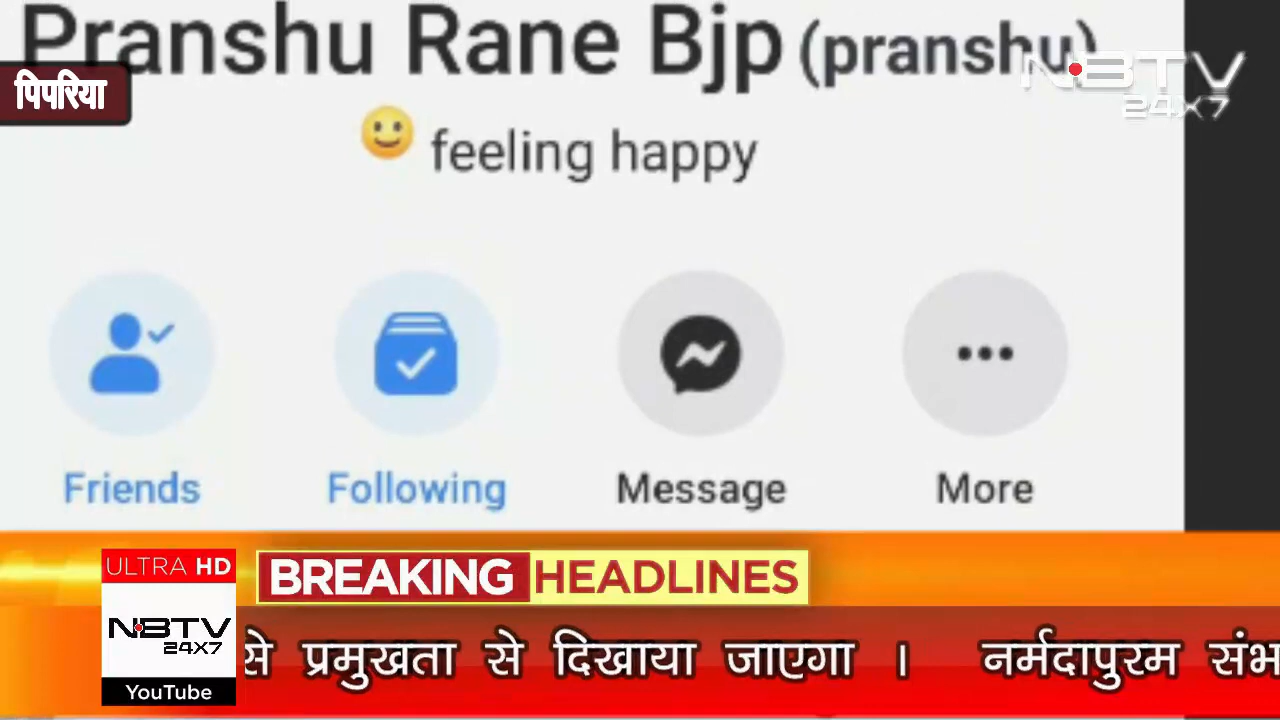 Pranshu Rane Bjp (pranshu)
NBTV
24x7
पिपरिया
feeling happy
Friends
Following
Message
More
ULTRA HD
BREAKING HEADLINES
NBTV
24X7
YouTube
से प्रमुखता से दिखाया जाएगा । नर्मदापुरम संभ